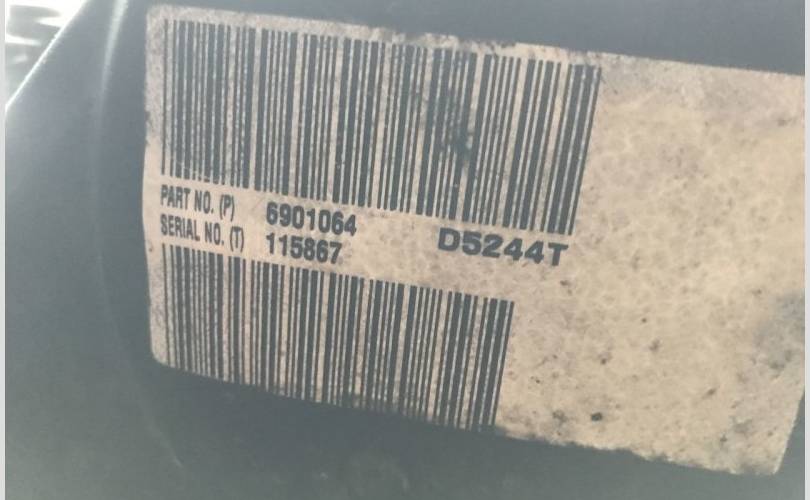 PART NO. (P) 6901064
SERIAL NO. (T) 115867 D5244T